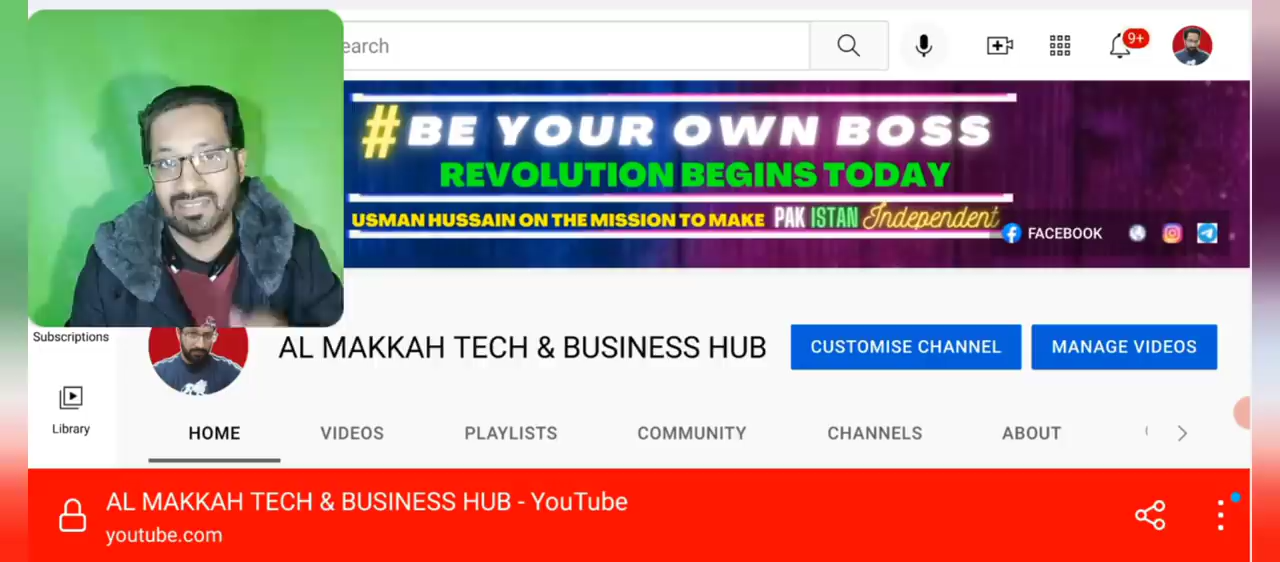 earch
9+
#BE YOUR OWN BOSS
REVOLUTION BEGINS TODAY
USMAN HUSSAIN ON THE MISSION TO MAKE PAKISTAN Independent
FACEBOOK
Subscriptions
AL MAKKAH TECH & BUSINESS HUB
CUSTOMISE CHANNEL
MANAGE VIDEOS
Library
HOME
VIDEOS
PLAYLISTS
COMMUNITY
CHANNELS
ABOUT
AL MAKKAH TECH & BUSINESS HUB - YouTube
youtube.com